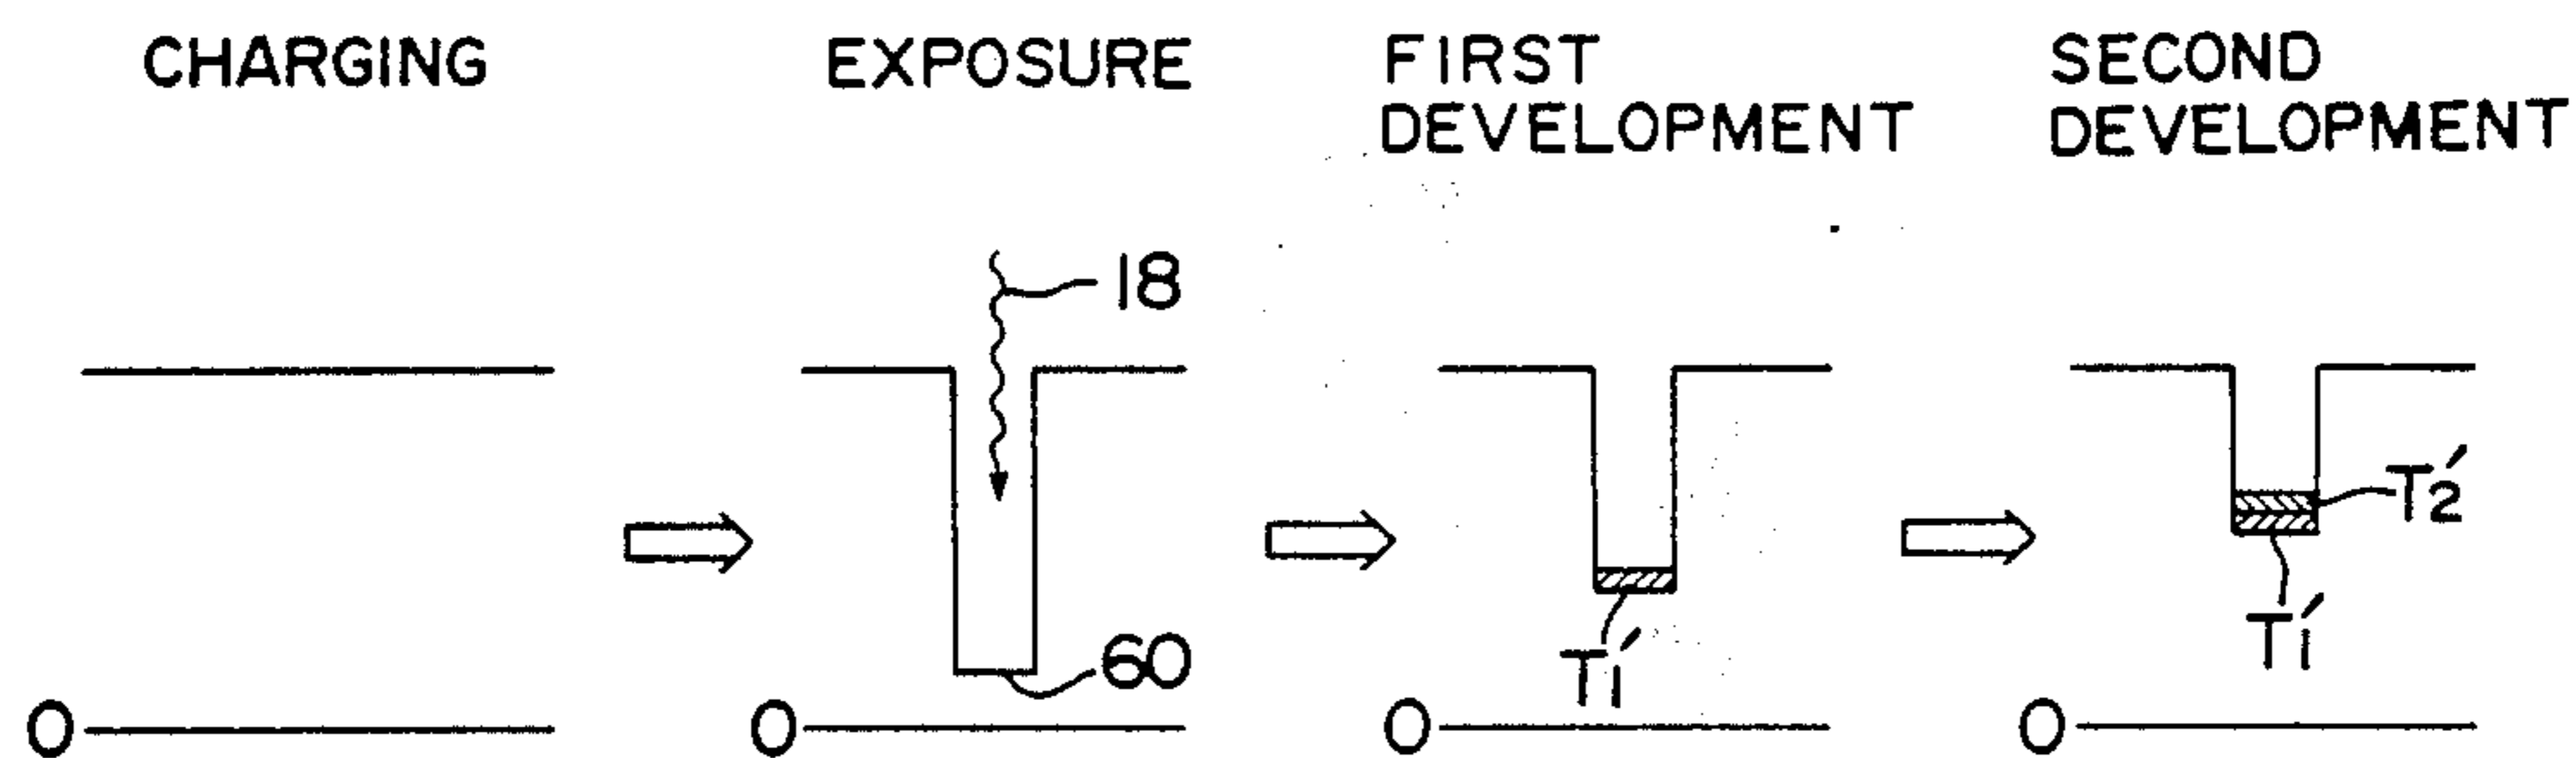 CHARGING
EXPOSURE
FIRST
DEVELOPMENT
SECOND
DEVELOPMENT
18
T2'
60
T1'
T1'
0
0
0
0